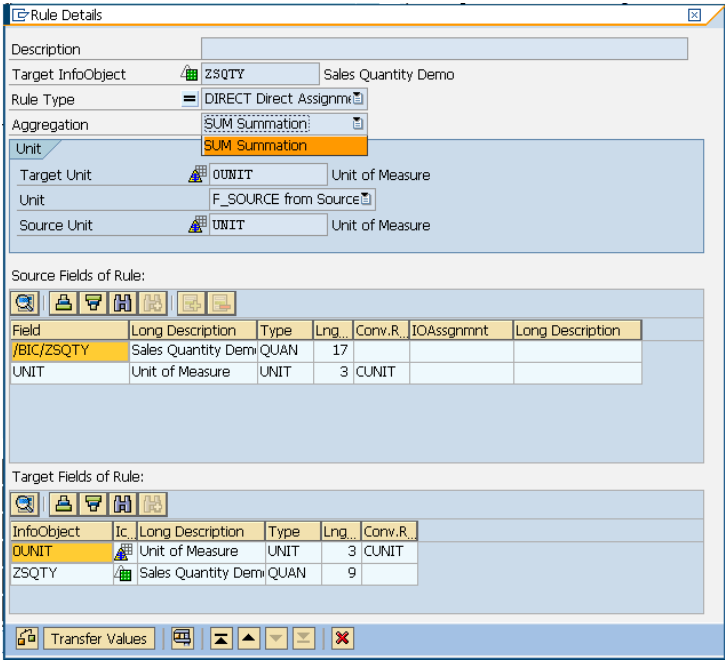 Rule Details
Description
Target InfoObject ZSQTY Sales Quantity Demo
Rule Type DIRECT Direct Assignme
Aggregation SUM Summation
SUM Summation
Unit
Target Unit 0UNIT Unit of Measure
Unit F_SOURCE from Source
Source Unit UNIT Unit of Measure
Source Fields of Rule:
Field Long Description Type Lng... Conv.R... IOAssgnmnt Long Description
/BIC/ZSQTY Sales Quantity Dem QUAN 17
UNIT Unit of Measure UNIT 3 CUNIT
Target Fields of Rule:
InfoObject Ic... Long Description Type Lng... Conv.R...
0UNIT Unit of Measure UNIT 3 CUNIT
ZSQTY Sales Quantity Dem QUAN 9
Transfer Values